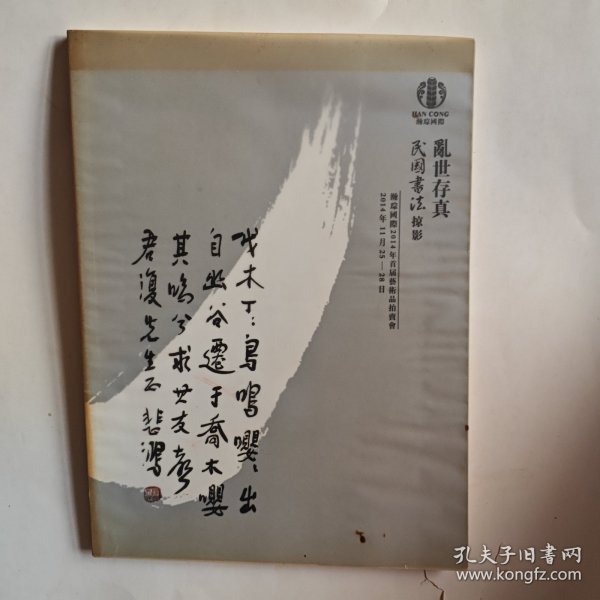 HAN CONG
瀚琮國際
亂世存真
民国書法 掠影
瀚琮國際2014年首屆藝術品拍賣會
2014年11月25—28日
伐木丁:鳥鳴嚶:出
自幽谷遷于喬木嚶
其鳴兮求其友聲
君復先生正 悲鴻
孔夫子旧书网
www.kongfz.com